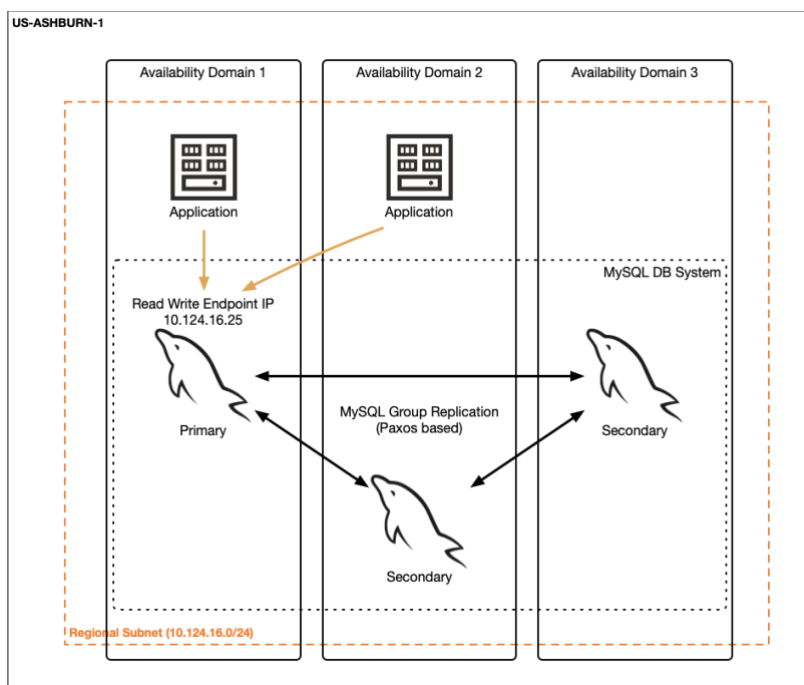 US-ASHBURN-1
Availability Domain 1
Availability Domain 2
Availability Domain 3
Application
Application
MySQL DB System
Read Write Endpoint IP
10.124.16.25
MySQL Group Replication
(Paxos based)
Primary
Secondary
Secondary
Regional Subnet (10.124.16.0/24)